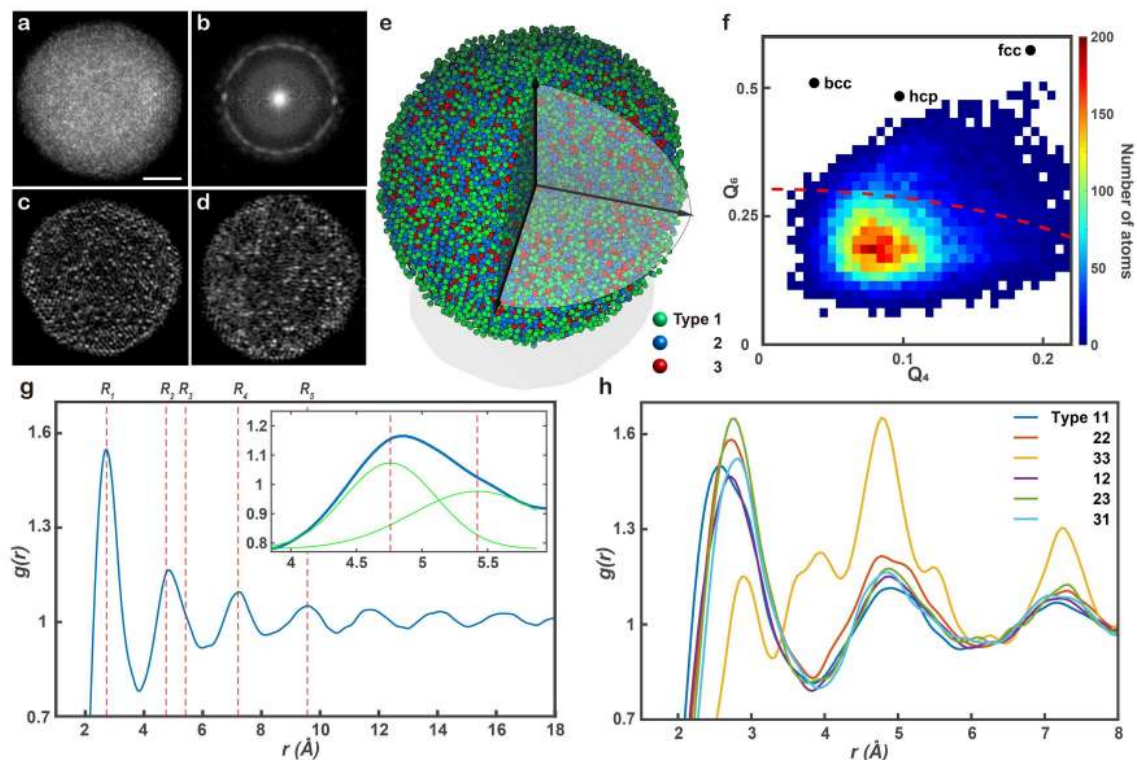 a
b
c
d
e
Type 1
2
3
f
fcc
bcc
hcp
0.5
0.25
0
Q₆
0
0.1
0.2
Q₄
200
150
100
50
0
Number of atoms
g
R₁ R₂ R₃ R₄ R₅
1.6
1.3
1
0.7
g(r)
2 4 6 8 10 12 14 16 18
r (Å)
1.2
1.1
1.0
0.9
0.8
4 4.5 5 5.5
h
Type 11
22
33
12
23
31
1.6
1.3
1
0.7
g(r)
2 3 4 5 6 7 8
r (Å)